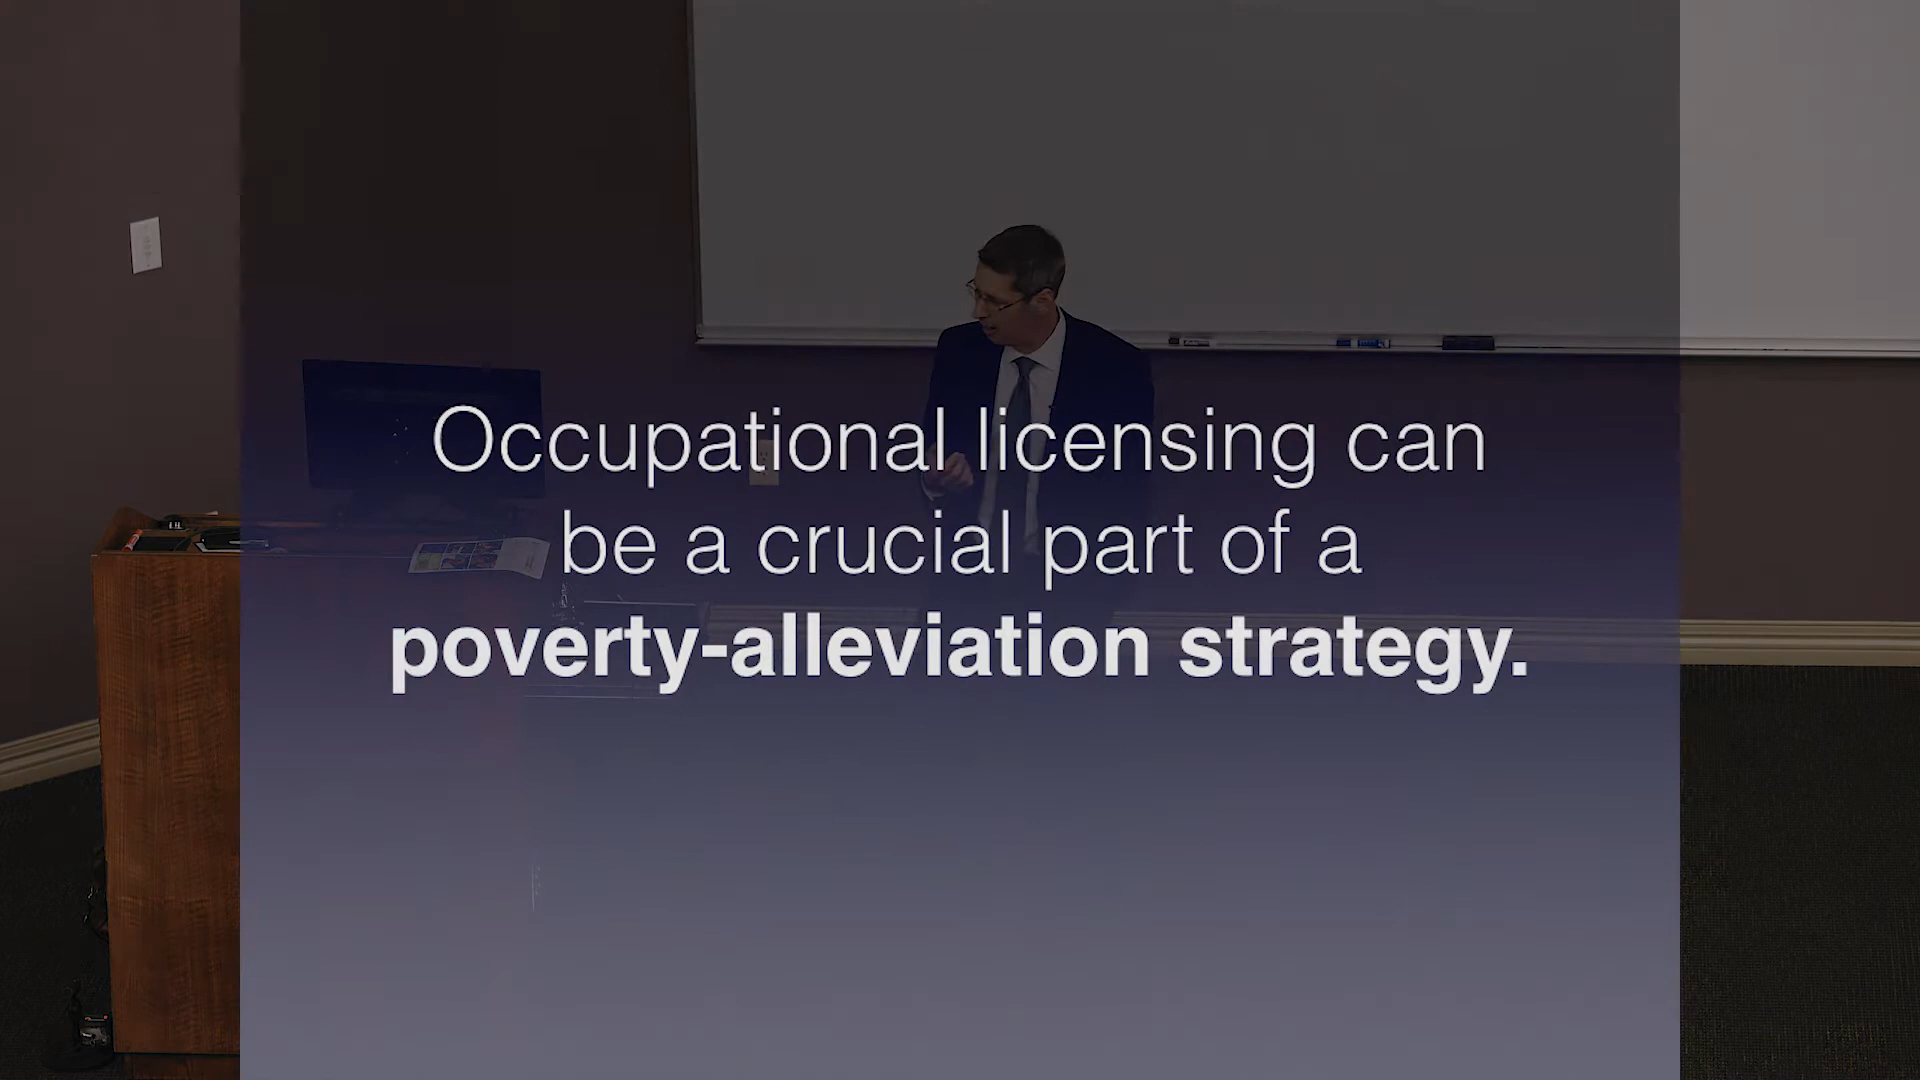 Occupational licensing can
be a crucial part of a
poverty-alleviation strategy.